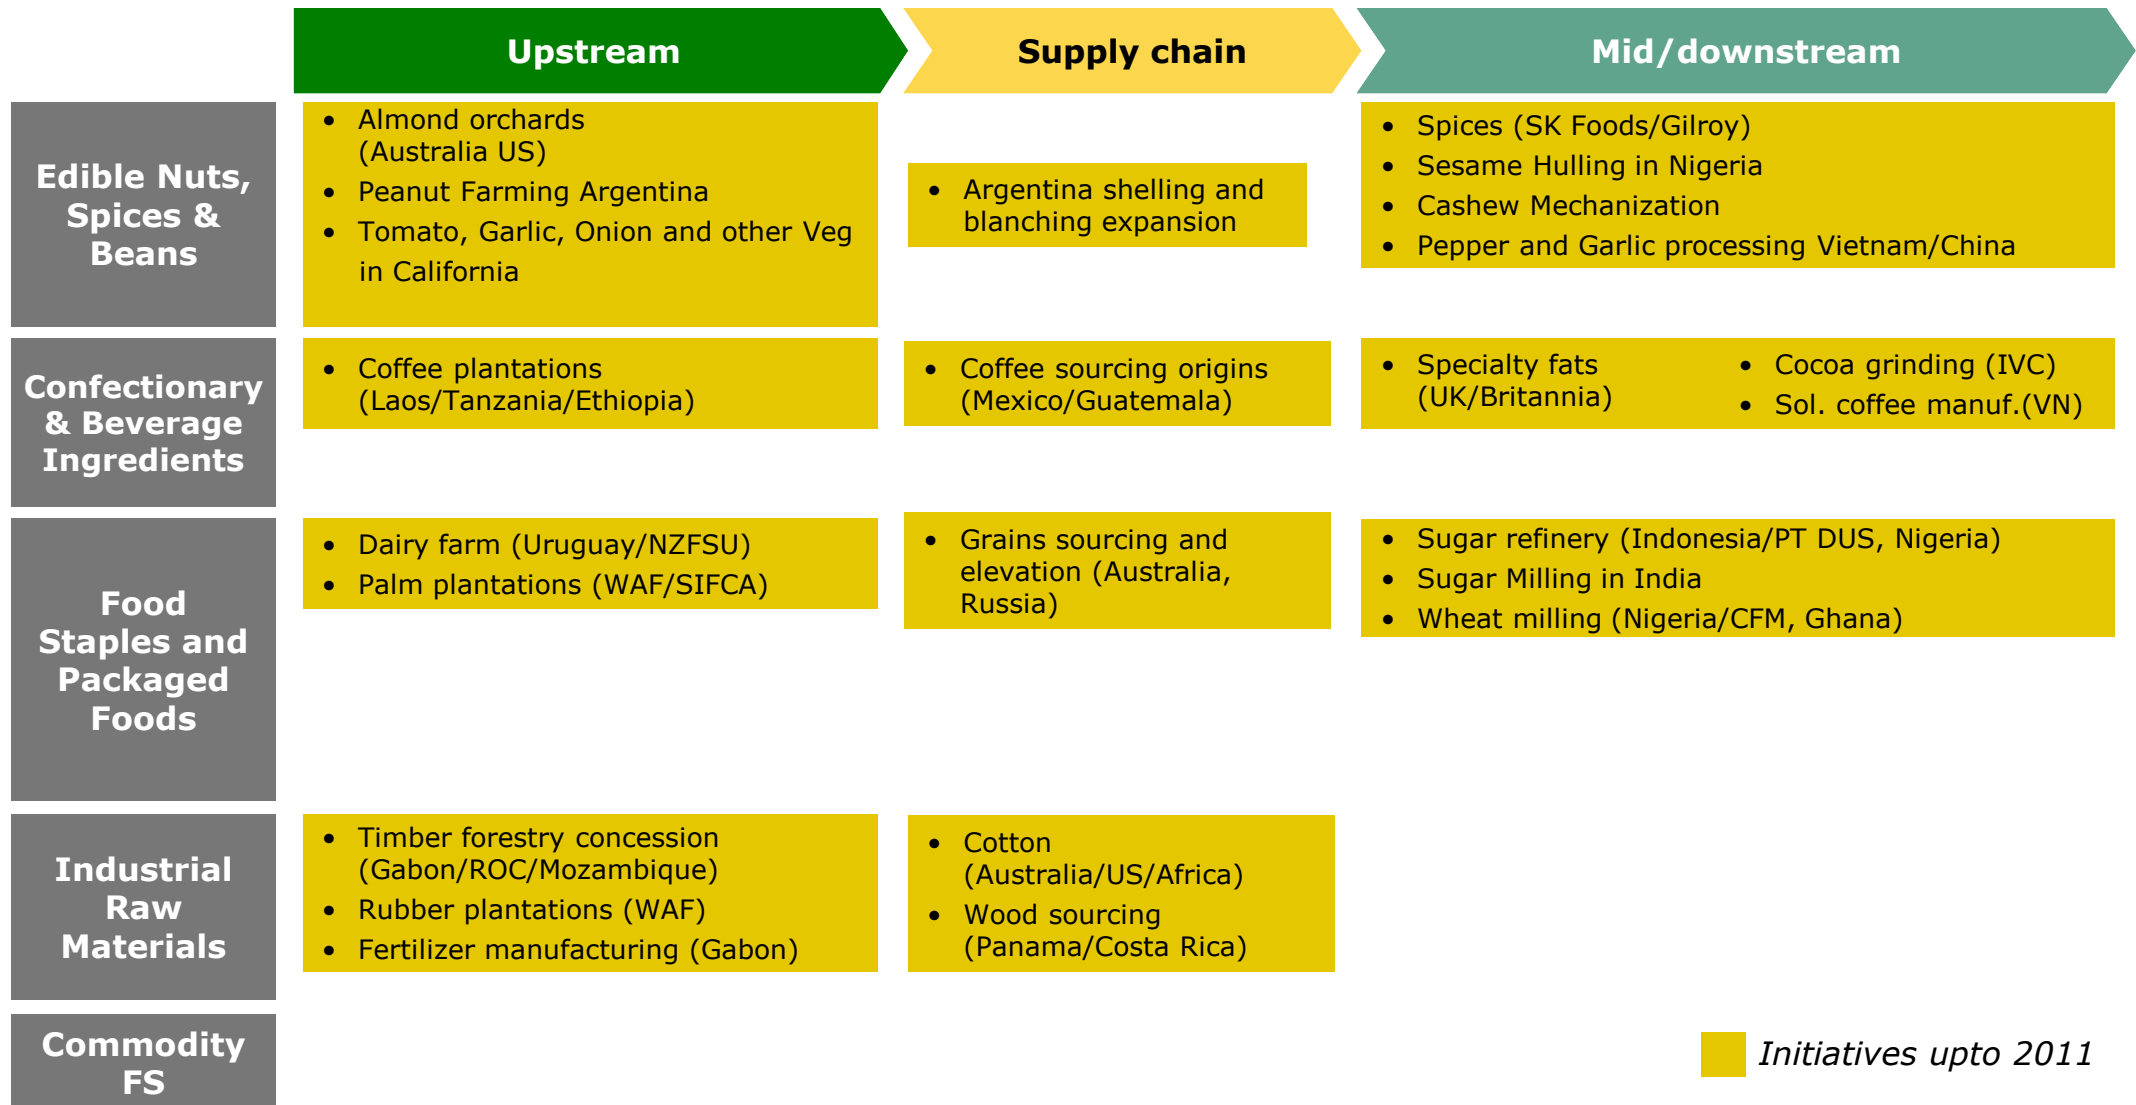 Upstream
Supply chain
Mid/downstream
Edible Nuts,
Spices &
Beans
• Almond orchards
(Australia US)
• Peanut Farming Argentina
• Tomato, Garlic, Onion and other Veg
in California
• Argentina shelling and
blanching expansion
• Spices (SK Foods/Gilroy)
• Sesame Hulling in Nigeria
• Cashew Mechanization
• Pepper and Garlic processing Vietnam/China
Confectionary
& Beverage
Ingredients
• Coffee plantations
(Laos/Tanzania/Ethiopia)
• Coffee sourcing origins
(Mexico/Guatemala)
• Specialty fats
(UK/Britannia)
• Cocoa grinding (IVC)
• Sol. coffee manuf.(VN)
Food
Staples and
Packaged
Foods
• Dairy farm (Uruguay/NZFSU)
• Palm plantations (WAF/SIFCA)
• Grains sourcing and
elevation (Australia,
Russia)
• Sugar refinery (Indonesia/PT DUS, Nigeria)
• Sugar Milling in India
• Wheat milling (Nigeria/CFM, Ghana)
Industrial
Raw
Materials
• Timber forestry concession
(Gabon/ROC/Mozambique)
• Rubber plantations (WAF)
• Fertilizer manufacturing (Gabon)
• Cotton
(Australia/US/Africa)
• Wood sourcing
(Panama/Costa Rica)
Commodity
FS
Initiatives upto 2011